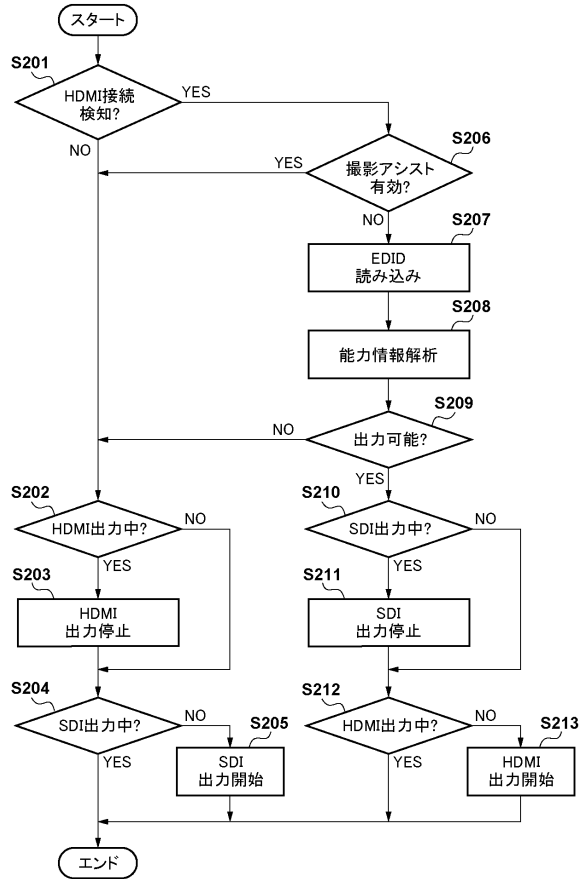 スタート
S201
HDMI接続
検知?
YES
NO
S206
撮影アシスト
有効?
YES
NO
S207
EDID
読み込み
S208
能力情報解析
S209
出力可能?
NO
YES
S202
HDMI出力中?
NO
YES
S203
HDMI
出力停止
S204
SDI出力中?
NO
YES
S205
SDI
出力開始
S210
SDI出力中?
NO
YES
S211
SDI
出力停止
S212
HDMI出力中?
NO
YES
S213
HDMI
出力開始
エンド